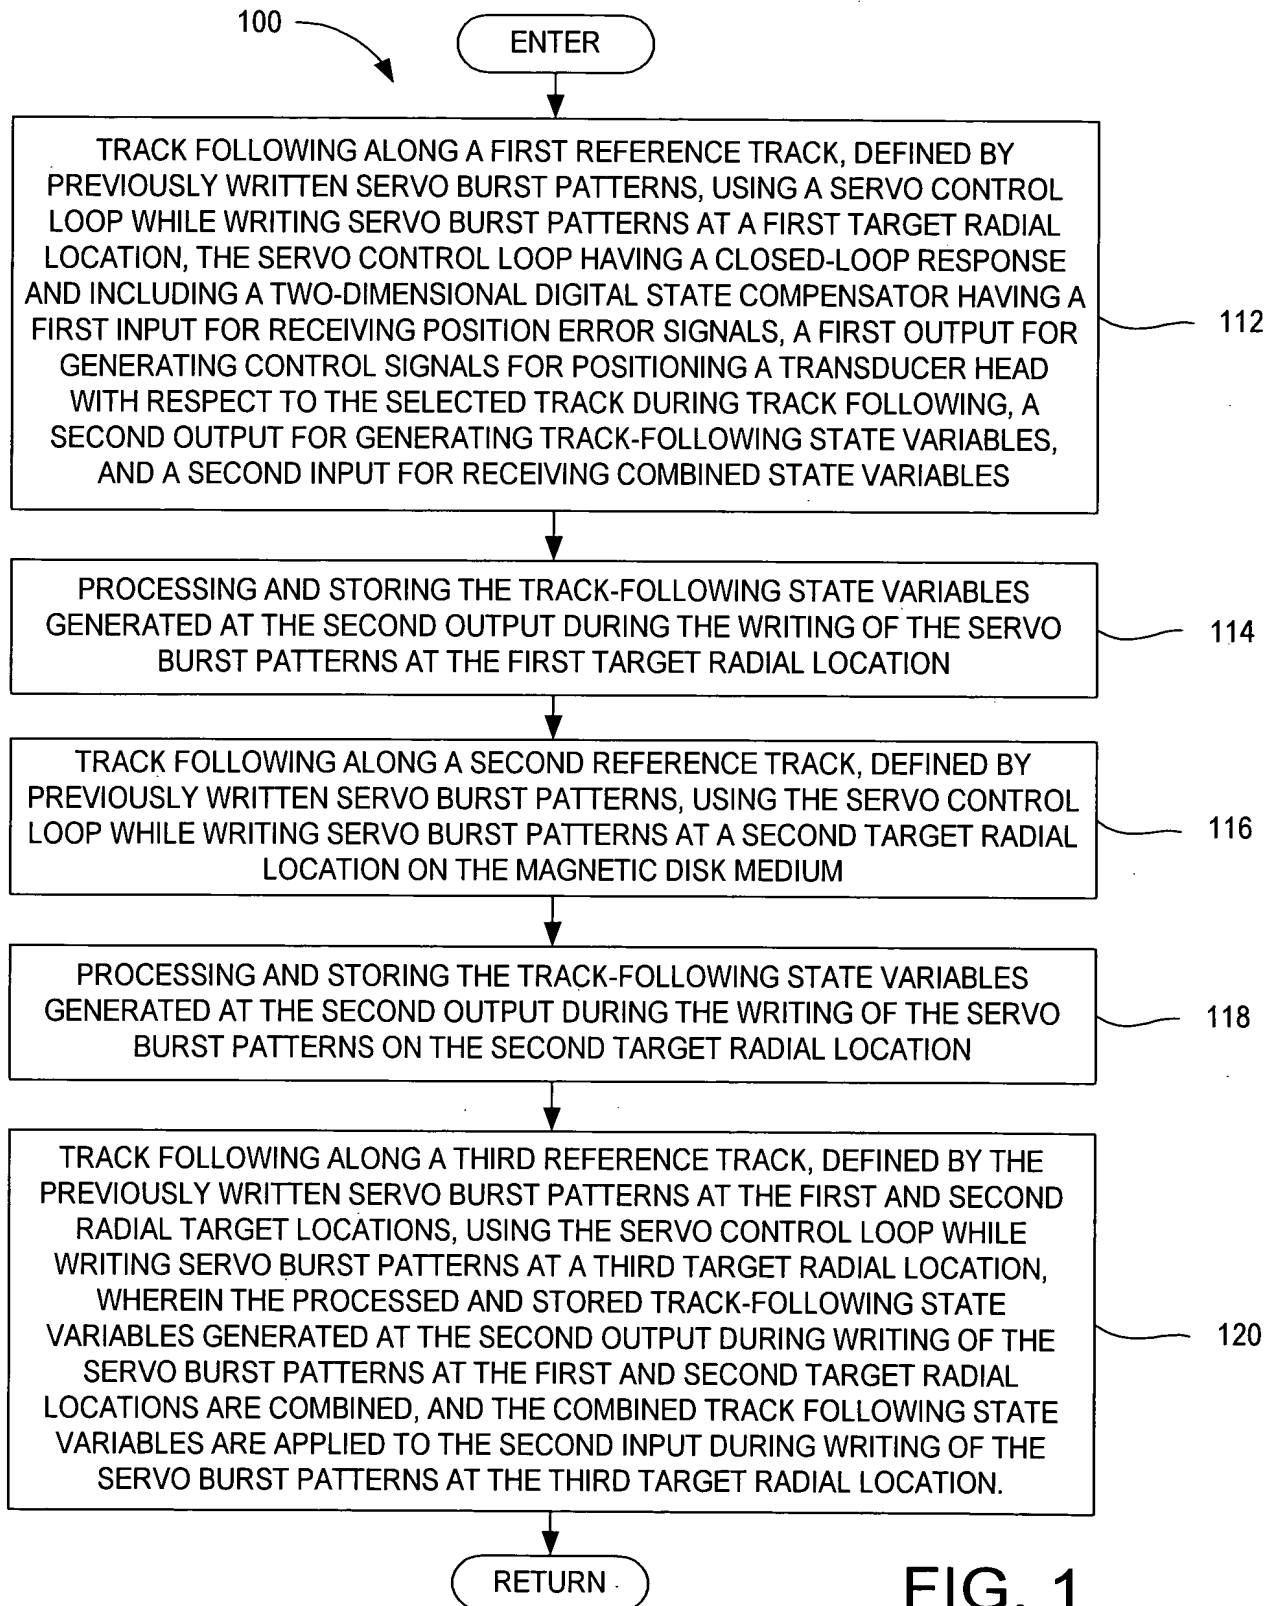 100
ENTER
TRACK FOLLOWING ALONG A FIRST REFERENCE TRACK, DEFINED BY
PREVIOUSLY WRITTEN SERVO BURST PATTERNS, USING A SERVO CONTROL
LOOP WHILE WRITING SERVO BURST PATTERNS AT A FIRST TARGET RADIAL
LOCATION, THE SERVO CONTROL LOOP HAVING A CLOSED-LOOP RESPONSE
AND INCLUDING A TWO-DIMENSIONAL DIGITAL STATE COMPENSATOR HAVING A
FIRST INPUT FOR RECEIVING POSITION ERROR SIGNALS, A FIRST OUTPUT FOR
GENERATING CONTROL SIGNALS FOR POSITIONING A TRANSDUCER HEAD
WITH RESPECT TO THE SELECTED TRACK DURING TRACK FOLLOWING, A
SECOND OUTPUT FOR GENERATING TRACK-FOLLOWING STATE VARIABLES,
AND A SECOND INPUT FOR RECEIVING COMBINED STATE VARIABLES
112
PROCESSING AND STORING THE TRACK-FOLLOWING STATE VARIABLES
GENERATED AT THE SECOND OUTPUT DURING THE WRITING OF THE SERVO
BURST PATTERNS AT THE FIRST TARGET RADIAL LOCATION
114
TRACK FOLLOWING ALONG A SECOND REFERENCE TRACK, DEFINED BY
PREVIOUSLY WRITTEN SERVO BURST PATTERNS, USING THE SERVO CONTROL
LOOP WHILE WRITING SERVO BURST PATTERNS AT A SECOND TARGET RADIAL
LOCATION ON THE MAGNETIC DISK MEDIUM
116
PROCESSING AND STORING THE TRACK-FOLLOWING STATE VARIABLES
GENERATED AT THE SECOND OUTPUT DURING THE WRITING OF THE SERVO
BURST PATTERNS ON THE SECOND TARGET RADIAL LOCATION
118
TRACK FOLLOWING ALONG A THIRD REFERENCE TRACK, DEFINED BY THE
PREVIOUSLY WRITTEN SERVO BURST PATTERNS AT THE FIRST AND SECOND
RADIAL TARGET LOCATIONS, USING THE SERVO CONTROL LOOP WHILE
WRITING SERVO BURST PATTERNS AT A THIRD TARGET RADIAL LOCATION,
WHEREIN THE PROCESSED AND STORED TRACK-FOLLOWING STATE
VARIABLES GENERATED AT THE SECOND OUTPUT DURING WRITING OF THE
SERVO BURST PATTERNS AT THE FIRST AND SECOND TARGET RADIAL
LOCATIONS ARE COMBINED, AND THE COMBINED TRACK FOLLOWING STATE
VARIABLES ARE APPLIED TO THE SECOND INPUT DURING WRITING OF THE
SERVO BURST PATTERNS AT THE THIRD TARGET RADIAL LOCATION.
120
RETURN
FIG. 1